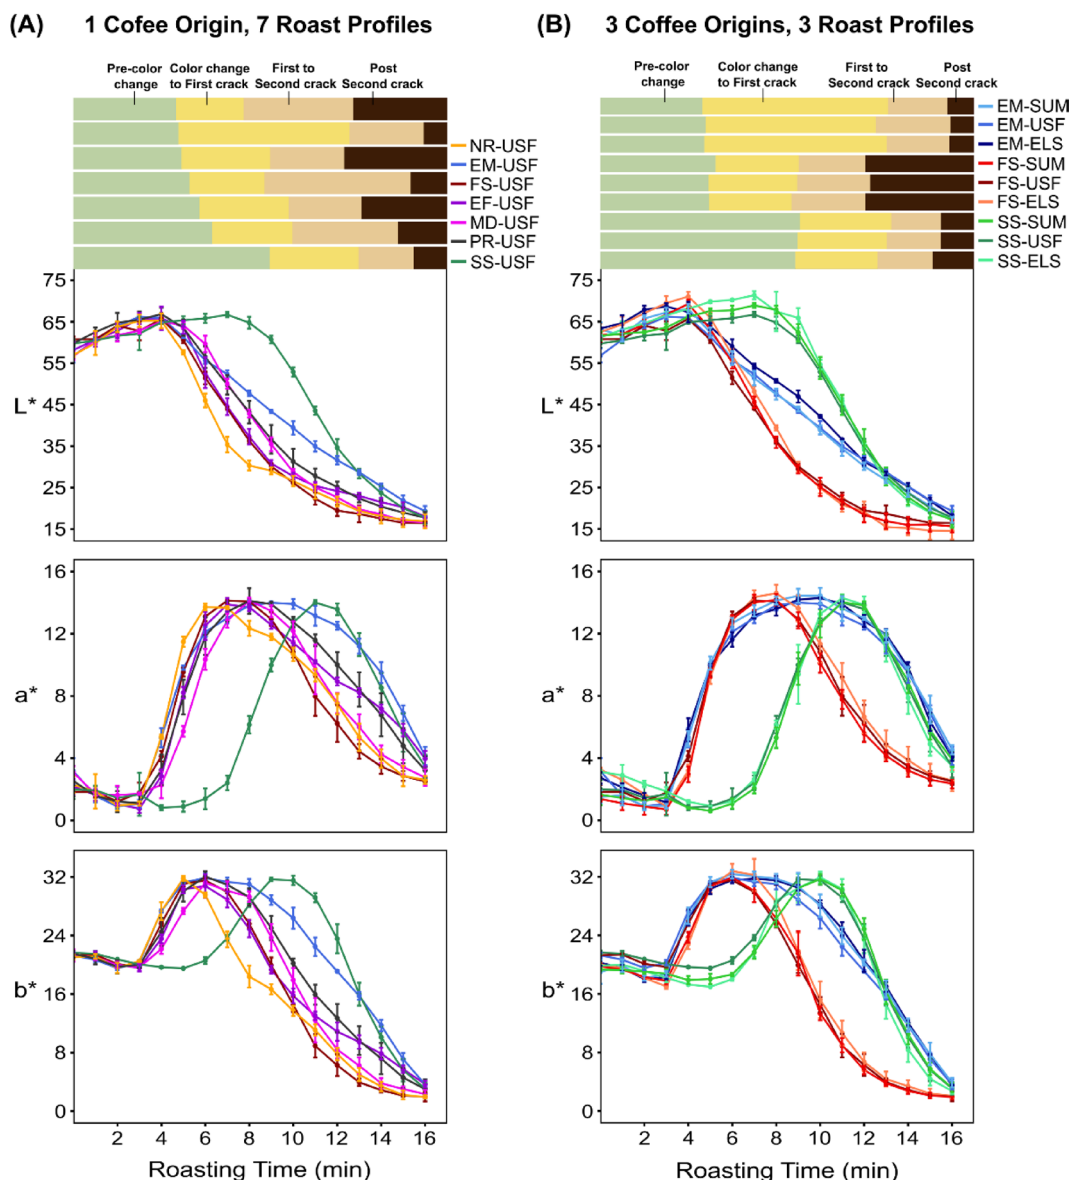 (A) 1 Cofee Origin, 7 Roast Profiles
Pre-color
change
Color change
to First crack
First to
Second crack
Post
Second crack
NR-USF
EM-USF
FS-USF
EF-USF
MD-USF
PR-USF
SS-USF
75
65
55
L*
45
35
25
15
16
12
a*
8
4
0
32
24
b*
16
8
0
2 4 6 8 10 12 14 16
Roasting Time (min)
(B) 3 Coffee Origins, 3 Roast Profiles
Pre-color
change
Color change
to First crack
First to
Second crack
Post
Second crack
EM-SUM
EM-USF
EM-ELS
FS-SUM
FS-USF
FS-ELS
SS-SUM
SS-USF
SS-ELS
75
65
55
L*
45
35
25
15
16
12
a*
8
4
0
32
24
b*
16
8
0
2 4 6 8 10 12 14 16
Roasting Time (min)